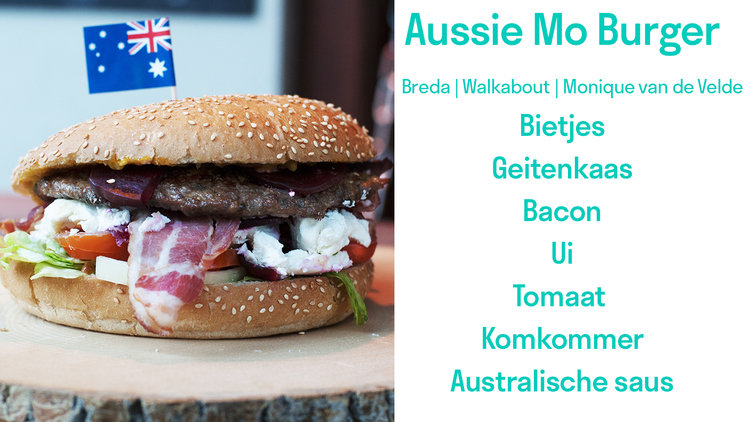 Aussie Mo Burger
Breda | Walkabout | Monique van de Velde
Bietjes
Geitenkaas
Bacon
Ui
Tomaat
Komkommer
Australische saus